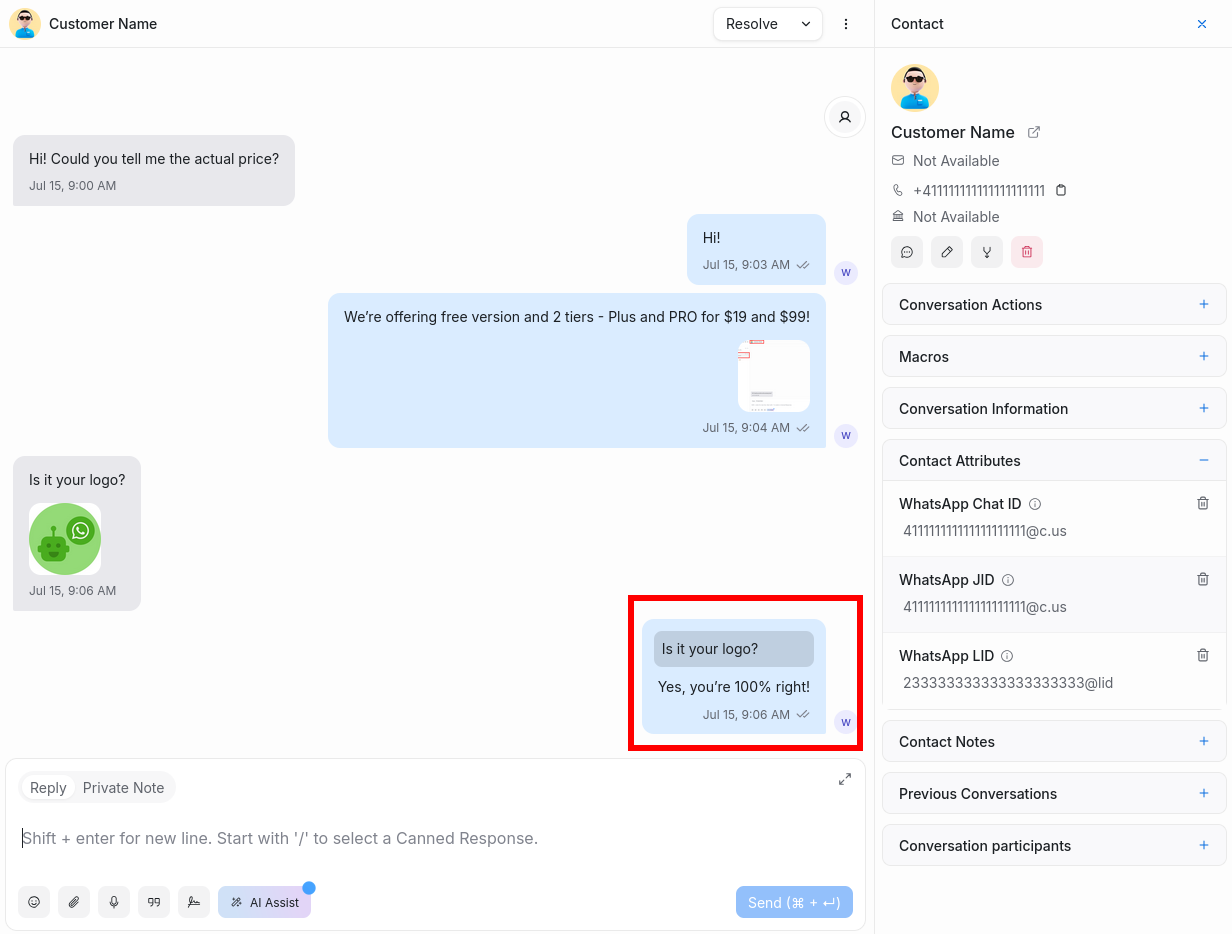 Customer Name
Resolve
Contact
Hi! Could you tell me the actual price?
Jul 15, 9:00 AM
Hi!
Jul 15, 9:03 AM
W
We’re offering free version and 2 tiers - Plus and PRO for $19 and $99!
Jul 15, 9:04 AM
W
Is it your logo?
Jul 15, 9:06 AM
Is it your logo?
Yes, you’re 100% right!
Jul 15, 9:06 AM
W
Reply
Private Note
Shift + enter for new line. Start with '/' to select a Canned Response.
AI Assist
Send (⌘ + ↵)
Customer Name
Not Available
+411111111111111111111
Not Available
Conversation Actions
Macros
Conversation Information
Contact Attributes
WhatsApp Chat ID
411111111111111111111@c.us
WhatsApp JID
411111111111111111111@c.us
WhatsApp LID
233333333333333333333@lid
Contact Notes
Previous Conversations
Conversation participants